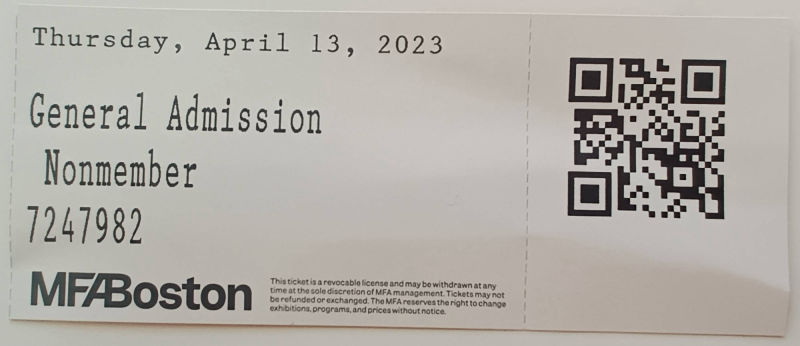 Thursday, April 13, 2023
General Admission
Nonmember
7247982
MFABoston
This ticket is a revocable license and may be withdrawn at any
time at the sole discretion of MFA management. Tickets may not
be refunded or exchanged. The MFA reserves the right to change
exhibitions, programs, and prices without notice.